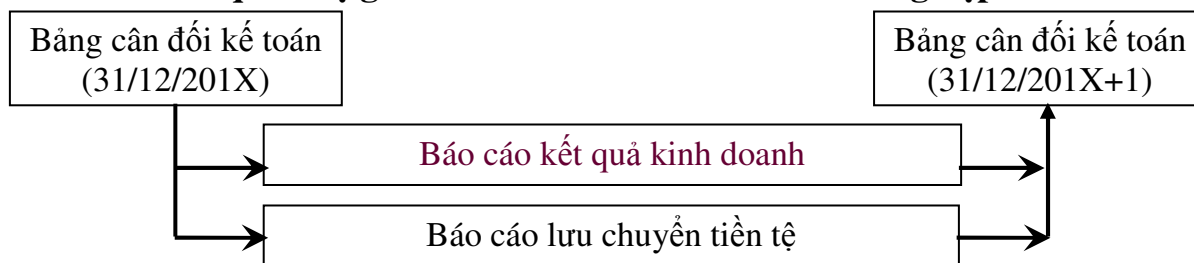 Bảng cân đối kế toán
(31/12/201X)
Bảng cân đối kế toán
(31/12/201X+1)
Báo cáo kết quả kinh doanh
Báo cáo lưu chuyển tiền tệ